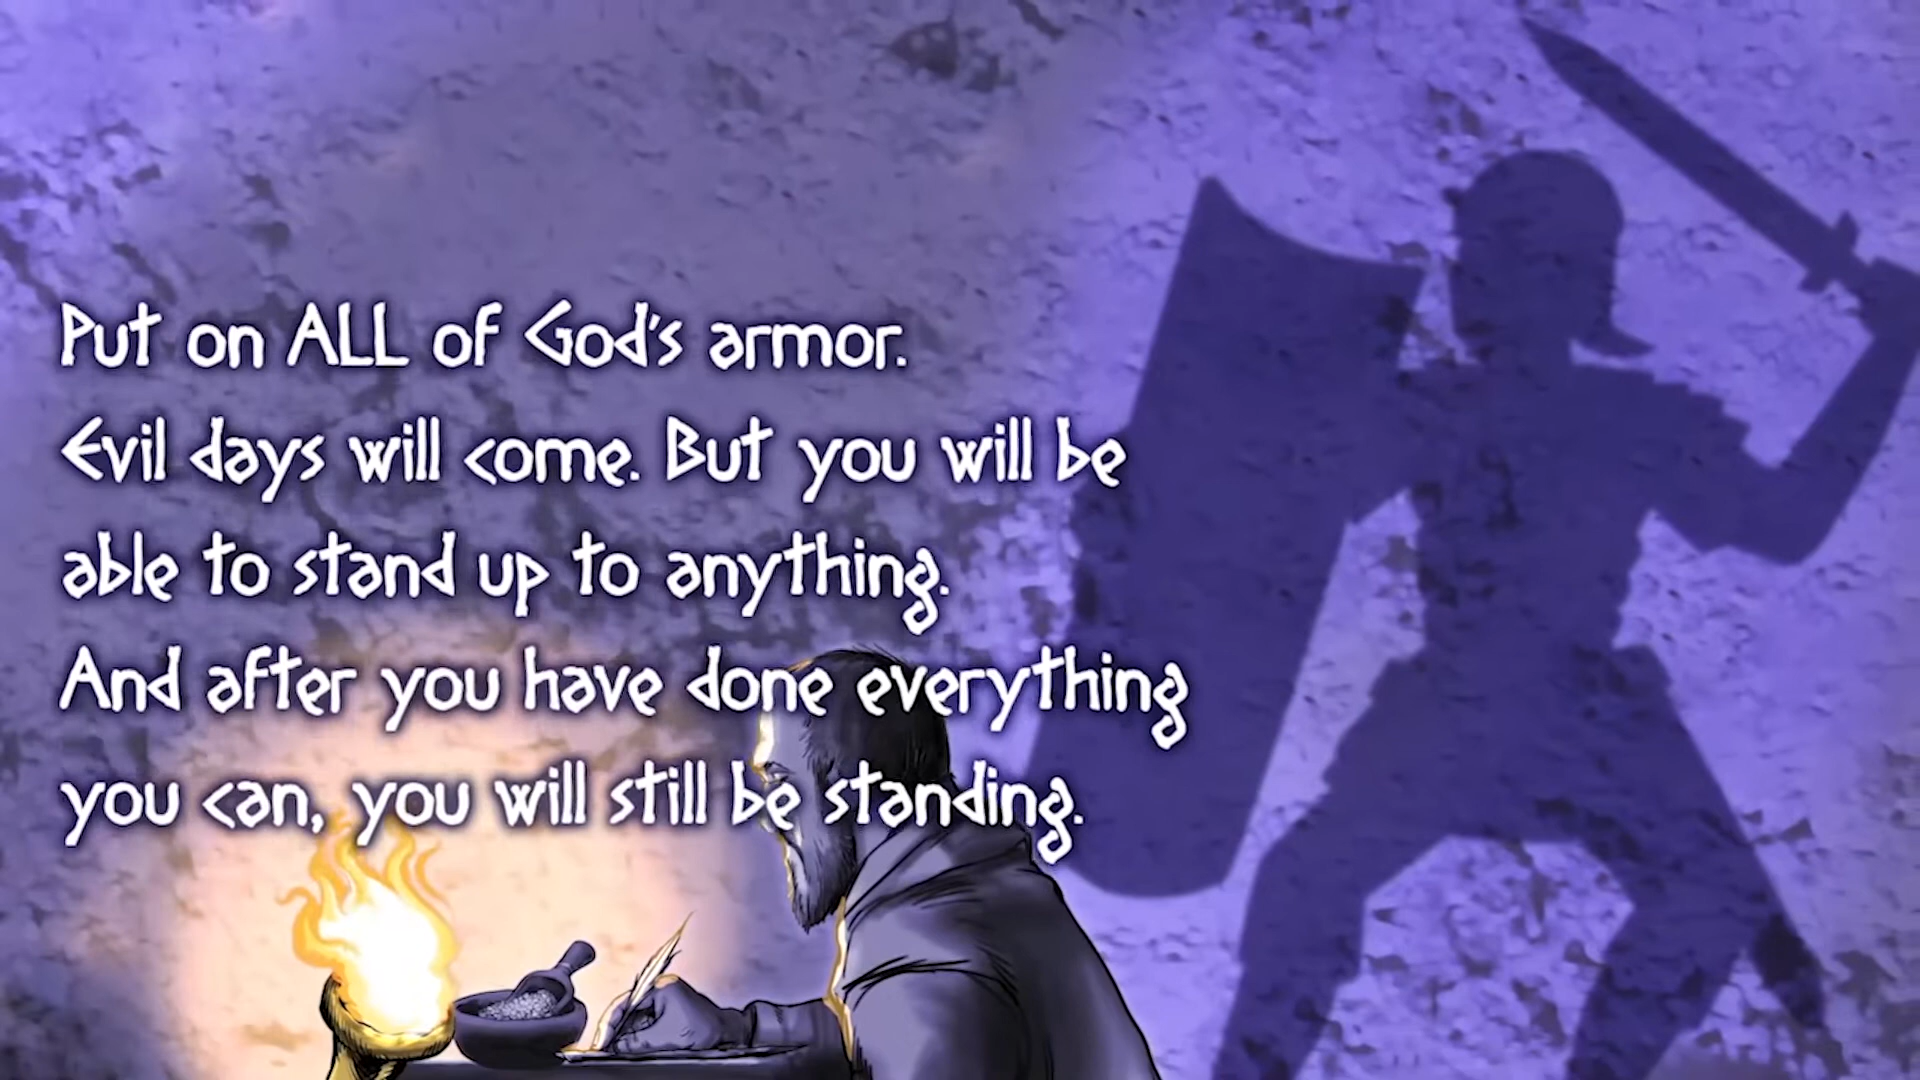 Put on ALL of God's armor.
Evil days will come. But you will be
able to stand up to anything.
And after you have done everything
you can, you will still be standing.